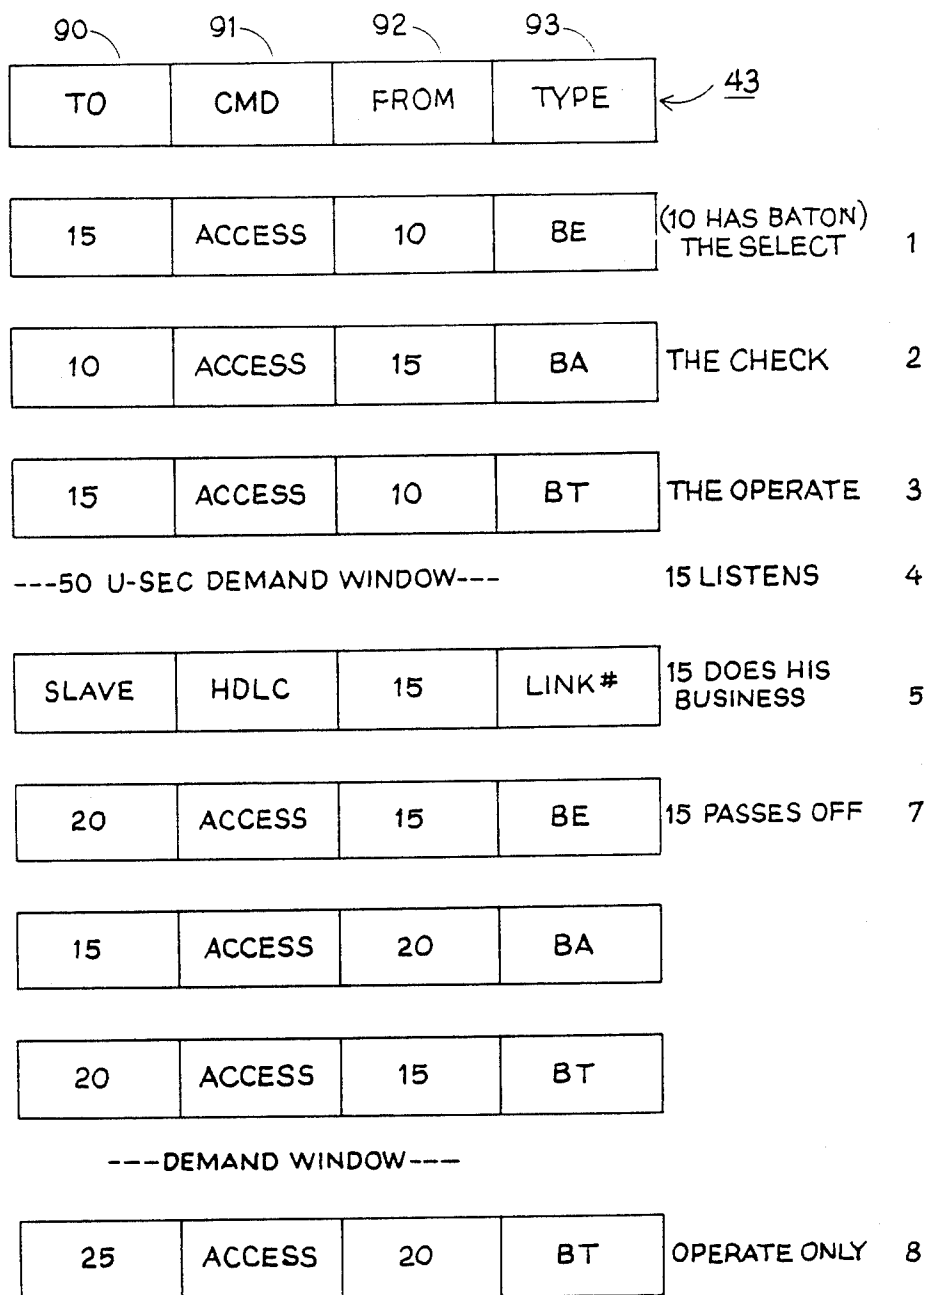 90 91 92 93
TO CMD FROM TYPE 43
15 ACCESS 10 BE (10 HAS BATON)
THE SELECT 1
10 ACCESS 15 BA THE CHECK 2
15 ACCESS 10 BT THE OPERATE 3
---50 U-SEC DEMAND WINDOW--- 15 LISTENS 4
SLAVE HDLC 15 LINK# 15 DOES HIS
BUSINESS 5
20 ACCESS 15 BE 15 PASSES OFF 7
15 ACCESS 20 BA
20 ACCESS 15 BT
----DEMAND WINDOW----
25 ACCESS 20 BT OPERATE ONLY 8